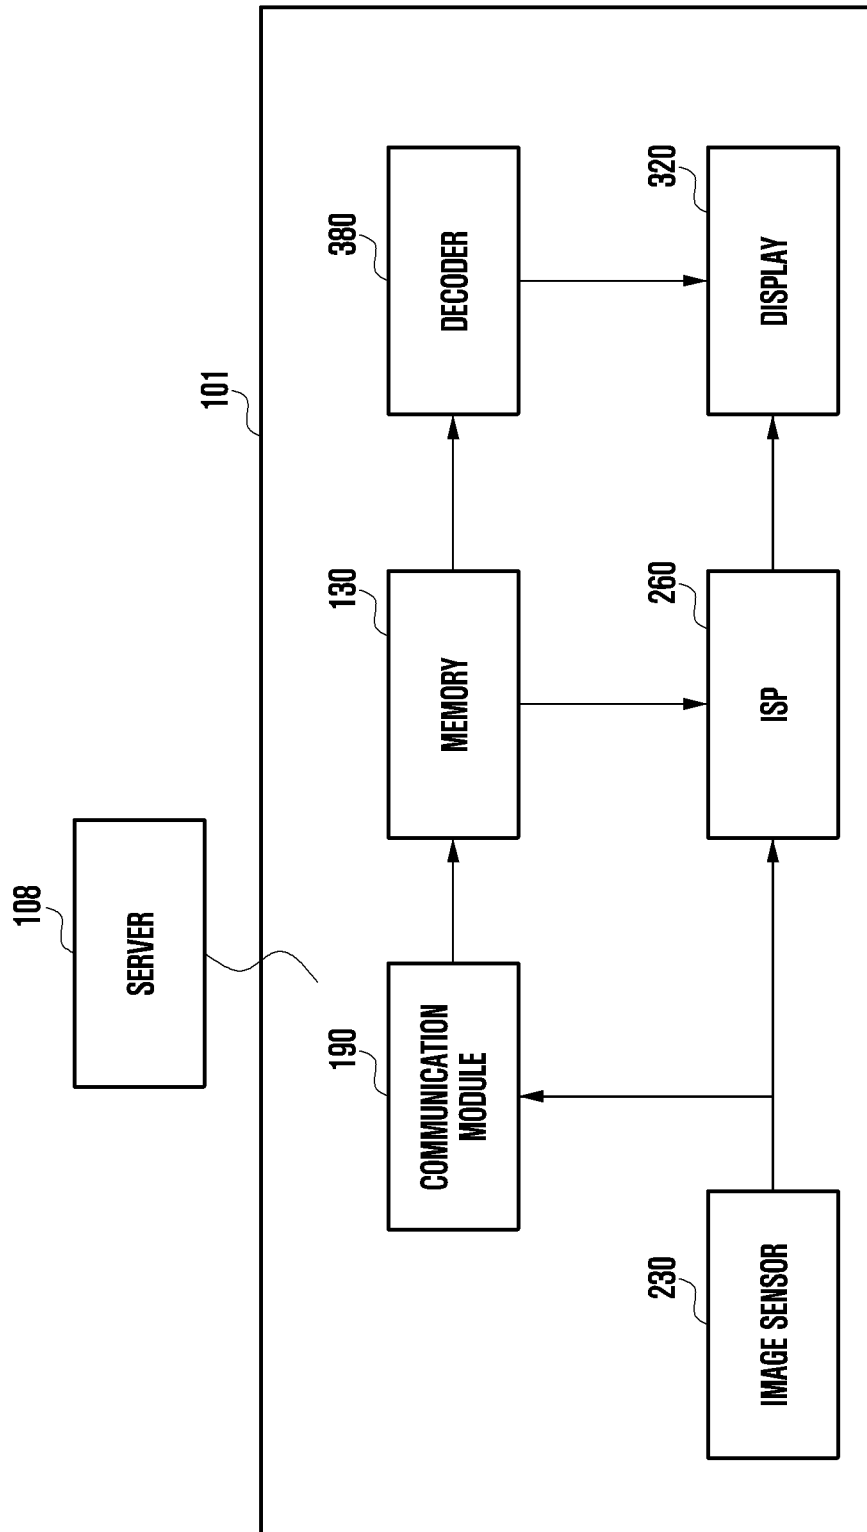 108
SERVER
101
190
COMMUNICATION
MODULE
130
MEMORY
380
DECODER
230
IMAGE SENSOR
260
ISP
320
DISPLAY